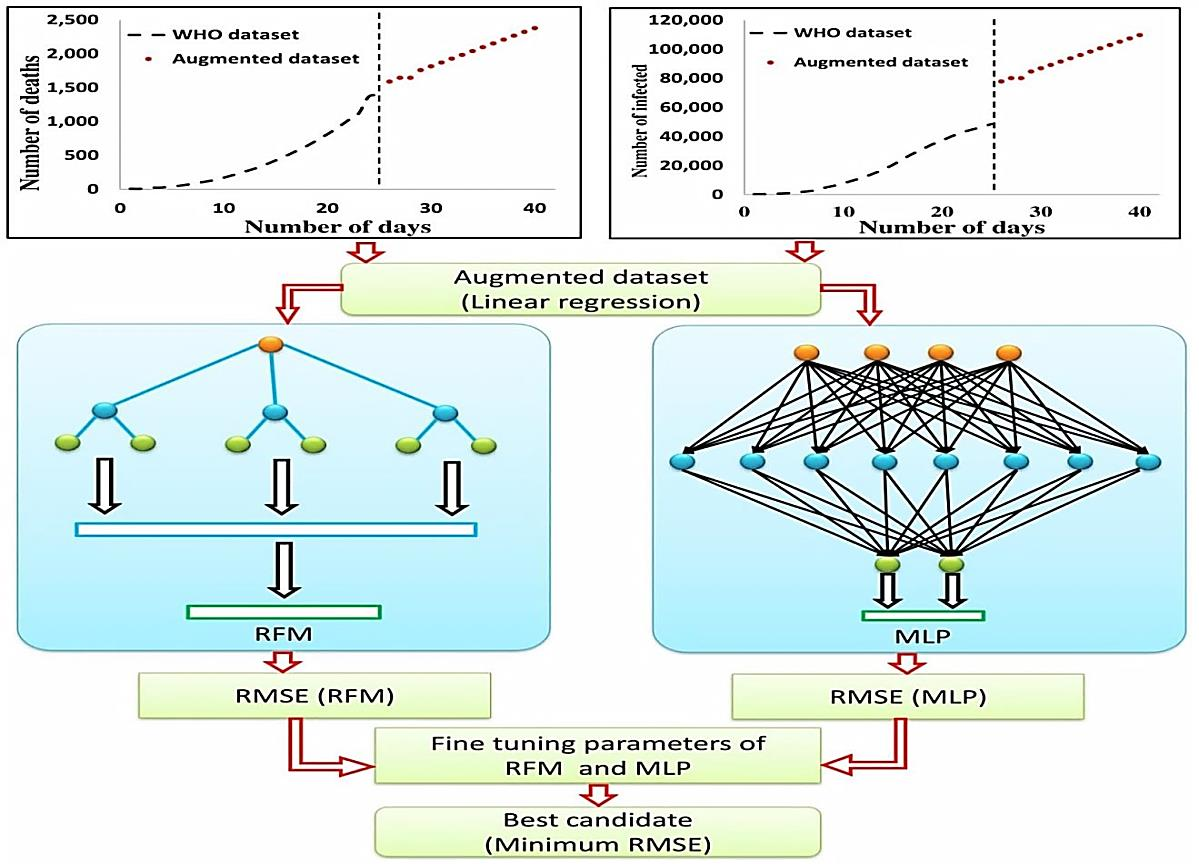 Number of deaths
2,500
2,000
1,500
1,000
500
0
WHO dataset
Augmented dataset
0 10 20 30 40
Number of days
Number of infected
120,000
100,000
80,000
60,000
40,000
20,000
0
WHO dataset
Augmented dataset
0 10 20 30 40
Number of days
Augmented dataset
(Linear regression)
RFM
MLP
RMSE (RFM)
RMSE (MLP)
Fine tuning parameters of
RFM and MLP
Best candidate
(Minimum RMSE)